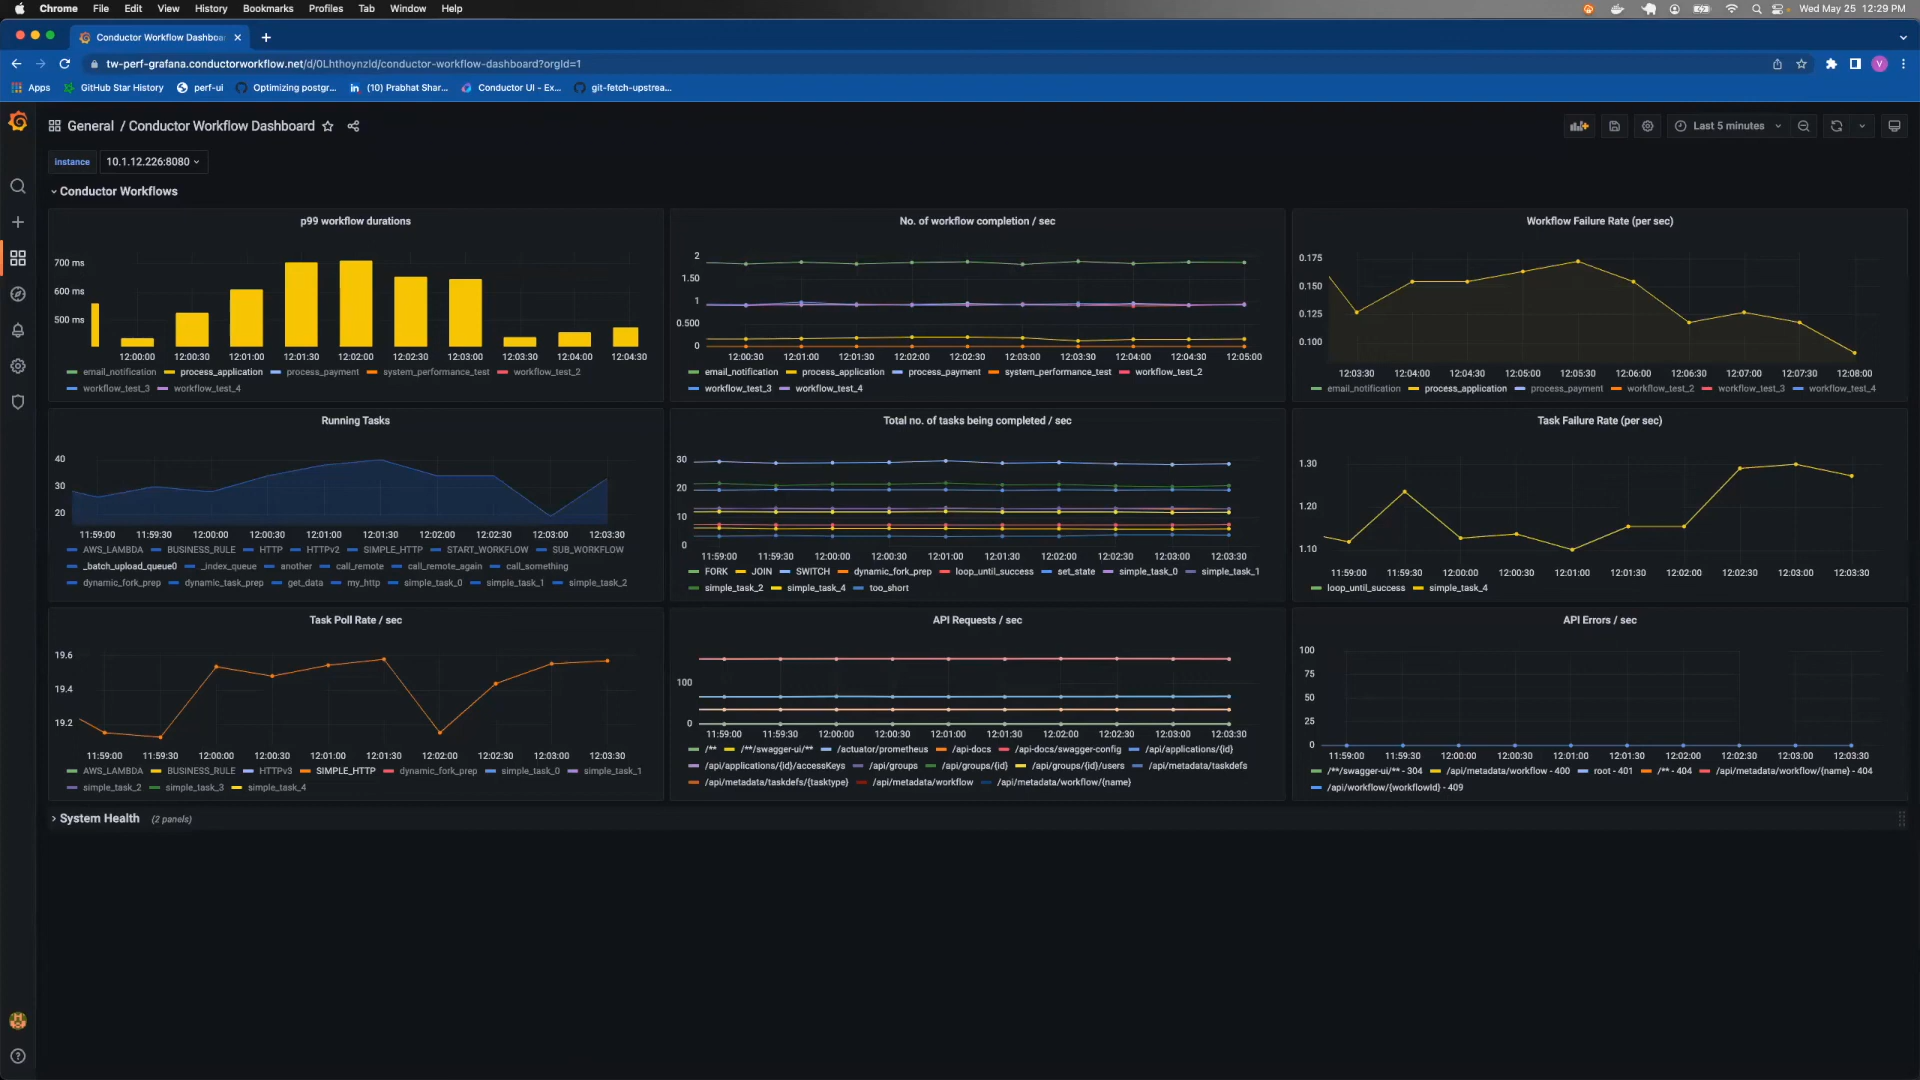 Chrome File Edit View History Bookmarks Profiles Tab Window Help Wed May 25 12:29 PM
Conductor Workflow Dashboa
tw-perf-grafana.conductorworkflow.net/d/0Lhthoynzld/conductor-workflow-dashboard?orgId=1
Apps GitHub Star History perf-ui Optimizing postgr... (10) Prabhat Shar... Conductor UI - Ex... git-fetch-upstrea...
General / Conductor Workflow Dashboard Last 5 minutes
instance 10.1.12.226:8080
Conductor Workflows
p99 workflow durations
700 ms
600 ms
500 ms
12:00:00 12:00:30 12:01:00 12:01:30 12:02:00 12:02:30 12:03:00 12:03:30 12:04:00 12:04:30
email_notification process_application process_payment system_performance_test workflow_test_2
workflow_test_3 workflow_test_4
No. of workflow completion / sec
2
1.50
1
0.500
0
12:00:30 12:01:00 12:01:30 12:02:00 12:02:30 12:03:00 12:03:30 12:04:00 12:04:30 12:05:00
email_notification process_application process_payment system_performance_test workflow_test_2
workflow_test_3 workflow_test_4
Workflow Failure Rate (per sec)
0.175
0.150
0.125
0.100
12:03:30 12:04:00 12:04:30 12:05:00 12:05:30 12:06:00 12:06:30 12:07:00 12:07:30 12:08:00
email_notification process_application process_payment workflow_test_2 workflow_test_3 workflow_test_4
Running Tasks
40
30
20
11:59:00 11:59:30 12:00:00 12:00:30 12:01:00 12:01:30 12:02:00 12:02:30 12:03:00 12:03:30
AWS_LAMBDA BUSINESS_RULE HTTP HTTPv2 SIMPLE_HTTP START_WORKFLOW SUB_WORKFLOW
_batch_upload_queue0 _index_queue another call_remote call_remote_again call_something
dynamic_fork_prep dynamic_task_prep get_data my_http simple_task_0 simple_task_1 simple_task_2
Total no. of tasks being completed / sec
30
20
10
0
11:59:00 11:59:30 12:00:00 12:00:30 12:01:00 12:01:30 12:02:00 12:02:30 12:03:00 12:03:30
FORK JOIN SWITCH dynamic_fork_prep loop_until_success set_state simple_task_0 simple_task_1
simple_task_2 simple_task_4 too_short
Task Failure Rate (per sec)
1.30
1.20
1.10
11:59:00 11:59:30 12:00:00 12:00:30 12:01:00 12:01:30 12:02:00 12:02:30 12:03:00 12:03:30
loop_until_success simple_task_4
Task Poll Rate / sec
19.6
19.4
19.2
11:59:00 11:59:30 12:00:00 12:00:30 12:01:00 12:01:30 12:02:00 12:02:30 12:03:00 12:03:30
AWS_LAMBDA BUSINESS_RULE HTTPv3 SIMPLE_HTTP dynamic_fork_prep simple_task_0 simple_task_1
simple_task_2 simple_task_3 simple_task_4
API Requests / sec
100
0
11:59:00 11:59:30 12:00:00 12:00:30 12:01:00 12:01:30 12:02:00 12:02:30 12:03:00 12:03:30
/** /**/swagger-ui/** /actuator/prometheus /api-docs /api-docs/swagger-config /api/applications/{id}
/api/applications/{id}/accessKeys /api/groups /api/groups/{id} /api/groups/{id}/users /api/metadata/taskdefs
/api/metadata/taskdefs/{tasktype} /api/metadata/workflow /api/metadata/workflow/{name}
API Errors / sec
100
75
50
25
0
11:59:00 11:59:30 12:00:00 12:00:30 12:01:00 12:01:30 12:02:00 12:02:30 12:03:00 12:03:30
/**/swagger-ui/** - 304 /api/metadata/workflow - 400 root - 401 /** - 404 /api/metadata/workflow/{name} - 404
/api/workflow/{workflowId} - 409
System Health (2 panels)